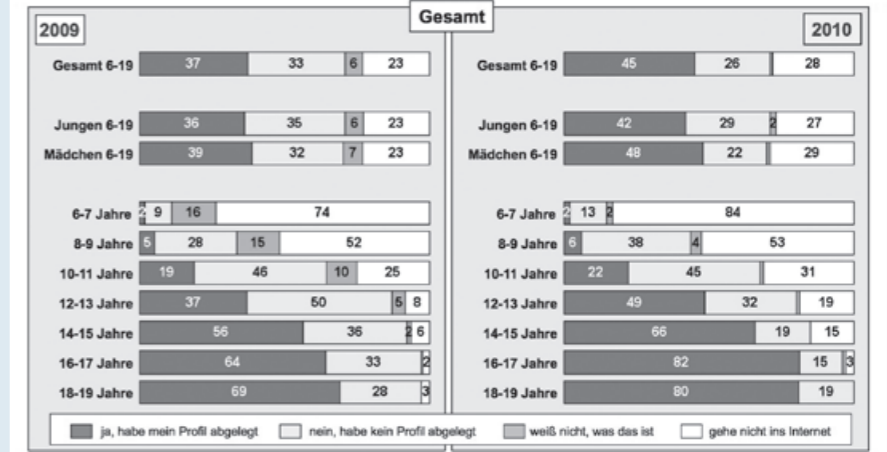 Gesamt
2009
Gesamt 6-19 37 33 6 23
Jungen 6-19 36 35 6 23
Mädchen 6-19 39 32 7 23
6-7 Jahre 2 9 16 74
8-9 Jahre 5 28 15 52
10-11 Jahre 19 46 10 25
12-13 Jahre 37 50 5 8
14-15 Jahre 56 36 2 6
16-17 Jahre 64 33 2
18-19 Jahre 69 28 3
2010
Gesamt 6-19 45 26 28
Jungen 6-19 42 29 2 27
Mädchen 6-19 48 22 29
6-7 Jahre 2 13 2 84
8-9 Jahre 6 38 4 53
10-11 Jahre 22 45 31
12-13 Jahre 49 32 19
14-15 Jahre 66 19 15
16-17 Jahre 82 15 3
18-19 Jahre 80 19
ja, habe mein Profil abgelegt nein, habe kein Profil abgelegt weiß nicht, was das ist gehe nicht ins Internet